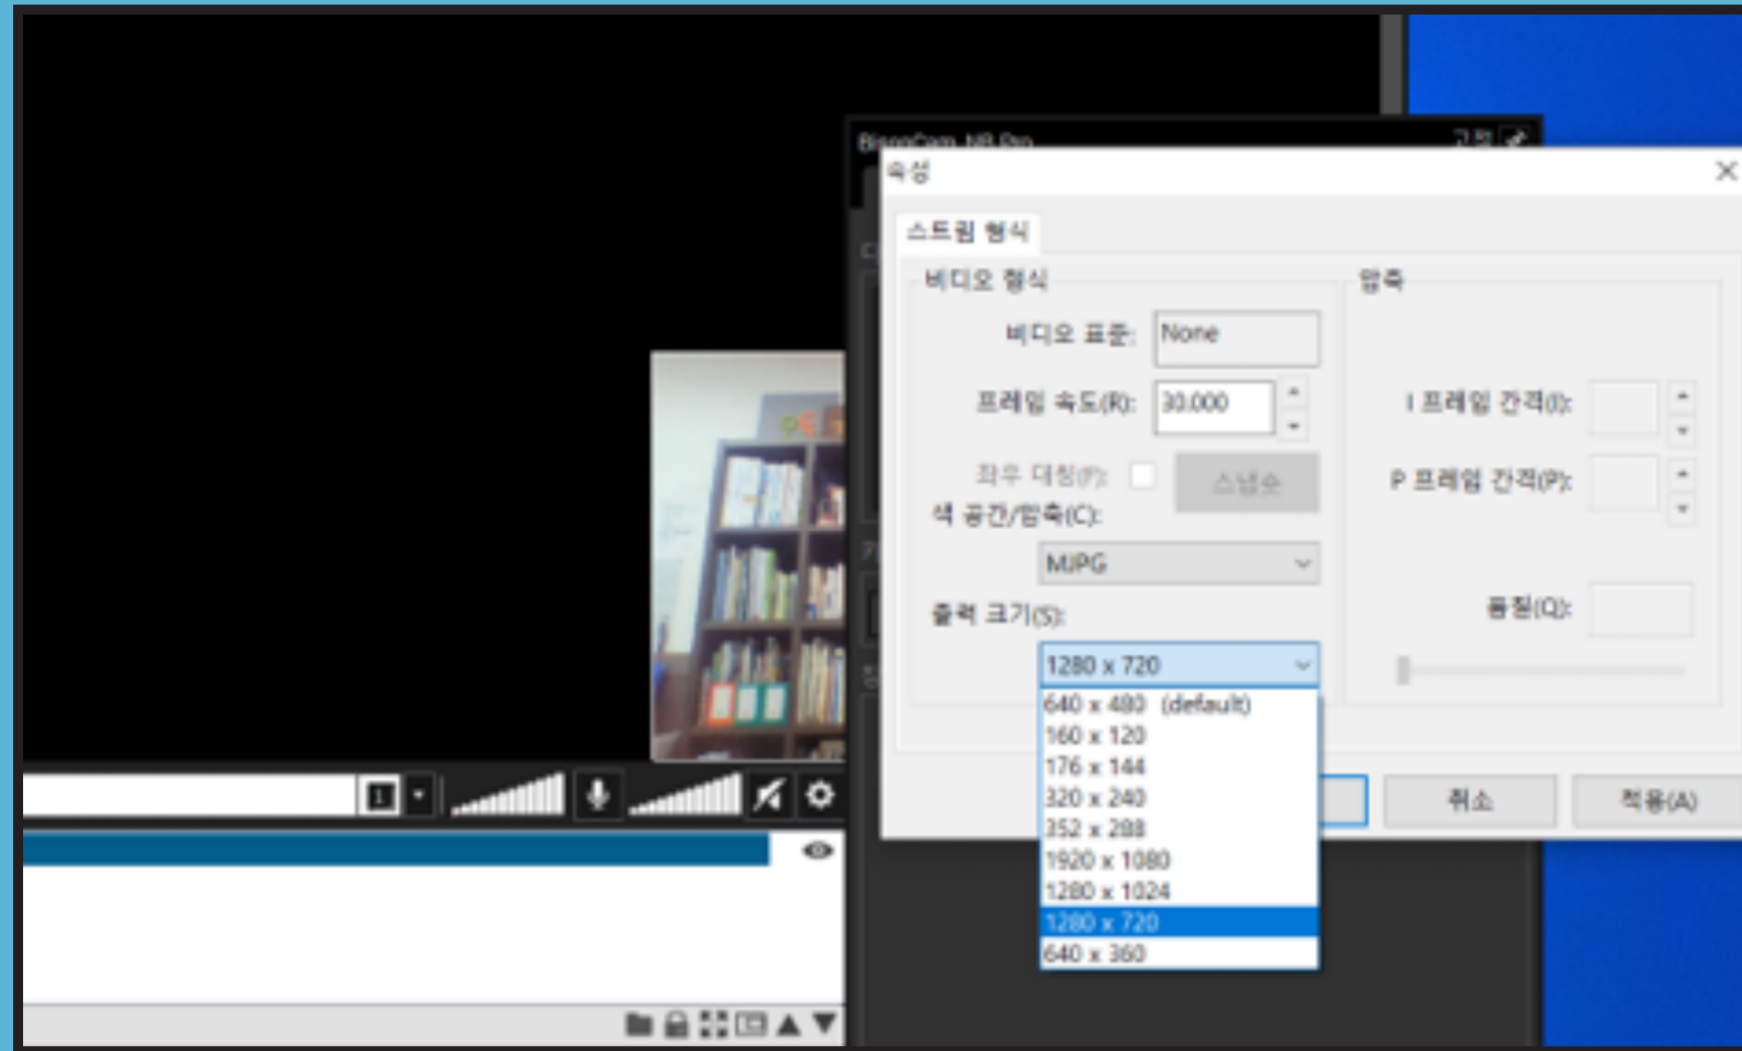 고정
속성
스트림 형식
비디오 형식
압축
비디오 표준: None
프레임 속도(R): 30.000
I 프레임 간격(I):
좌우 대칭(F):
스냅숏
P 프레임 간격(P):
색 공간/압축(C):
MJPG
출력 크기(S):
품질(Q):
1280 x 720
640 x 480 (default)
160 x 120
176 x 144
320 x 240
352 x 288
1920 x 1080
1280 x 1024
1280 x 720
640 x 360
1
취소
적용(A)